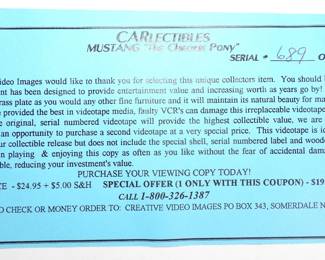 CARLECTIBLES
MUSTANG "The Original Pony"
SERIAL # 689 O
ideo Images would like to thank you for selecting this unique collectors item. You should
ent has been designed to provide entertainment value and increasing worth as years go by!
rass plate as you would any other fine furniture and it will maintain its natural beauty for ma
e provided the best in videotape media, faulty VCR's can damage this irreplaceable videotape
e original, serial numbered videotape will provide the highest collectible value, we are
an opportunity to purchase a second videotape at a very special price. This videotape is id
ur collectible release but does not include the special shell, serial numbered label and woode
n playing & enjoying this copy as often as you like without the fear of accidental dama
ble, reducing your investment's value.
PURCHASE YOUR VIEWING COPY TODAY!
CE - $24.95 + $5.00 S&H SPECIAL OFFER (1 ONLY WITH THIS COUPON) - $19
CALL 1-800-326-1387
D CHECK OR MONEY ORDER TO: CREATIVE VIDEO IMAGES PO BOX 343, SOMERDALE N